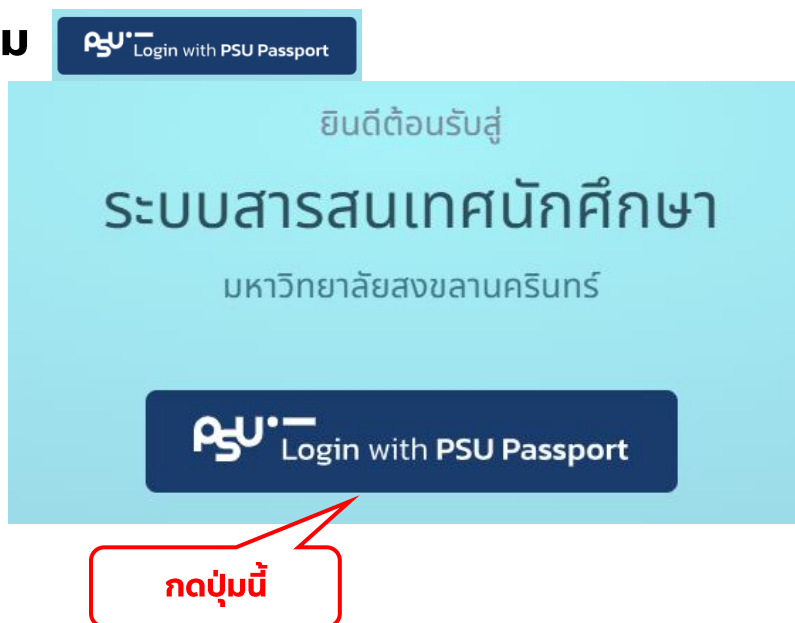 ม PSU Login with PSU Passport
ยินดีต้อนรับสู่
ระบบสารสนเทศนักศึกษา
มหาวิทยาลัยสงขลานครินทร์
PSU Login with PSU Passport
กดปุ่มนี้